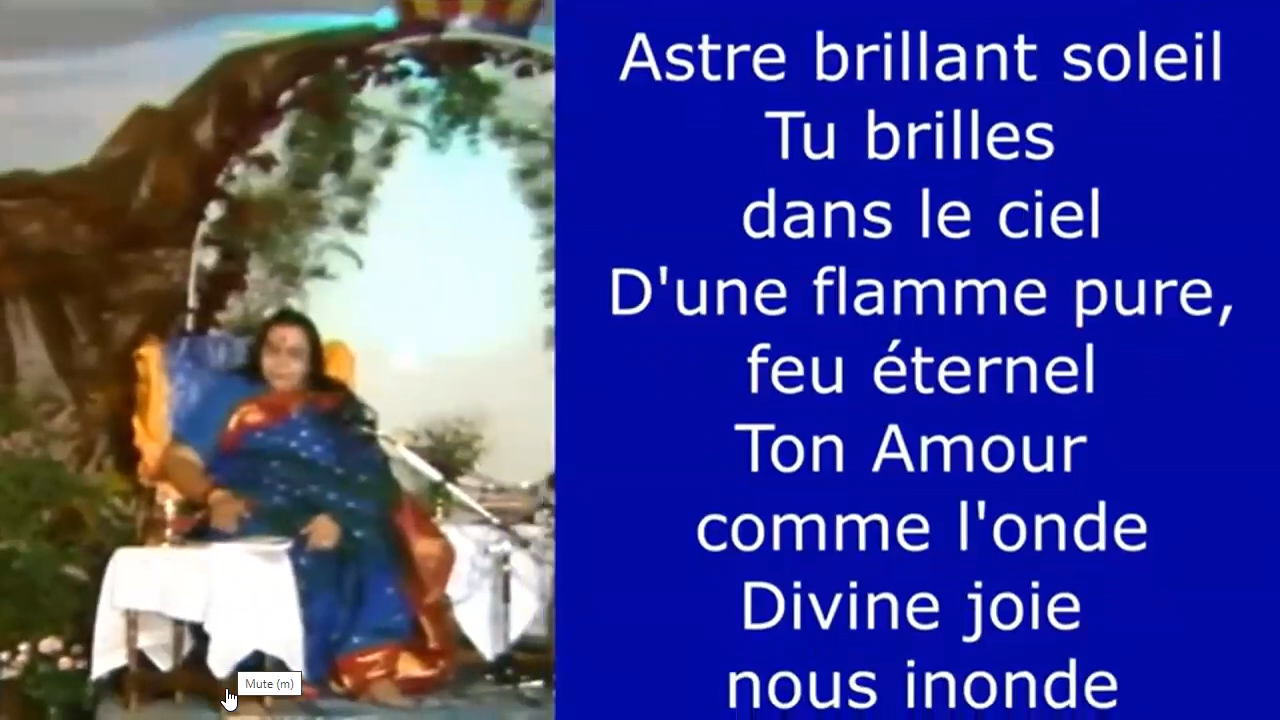 Astre brillant soleil
Tu brilles
dans le ciel
D'une flamme pure,
feu éternel
Ton Amour
comme l'onde
Divine joie
nous inonde
Mute (m)